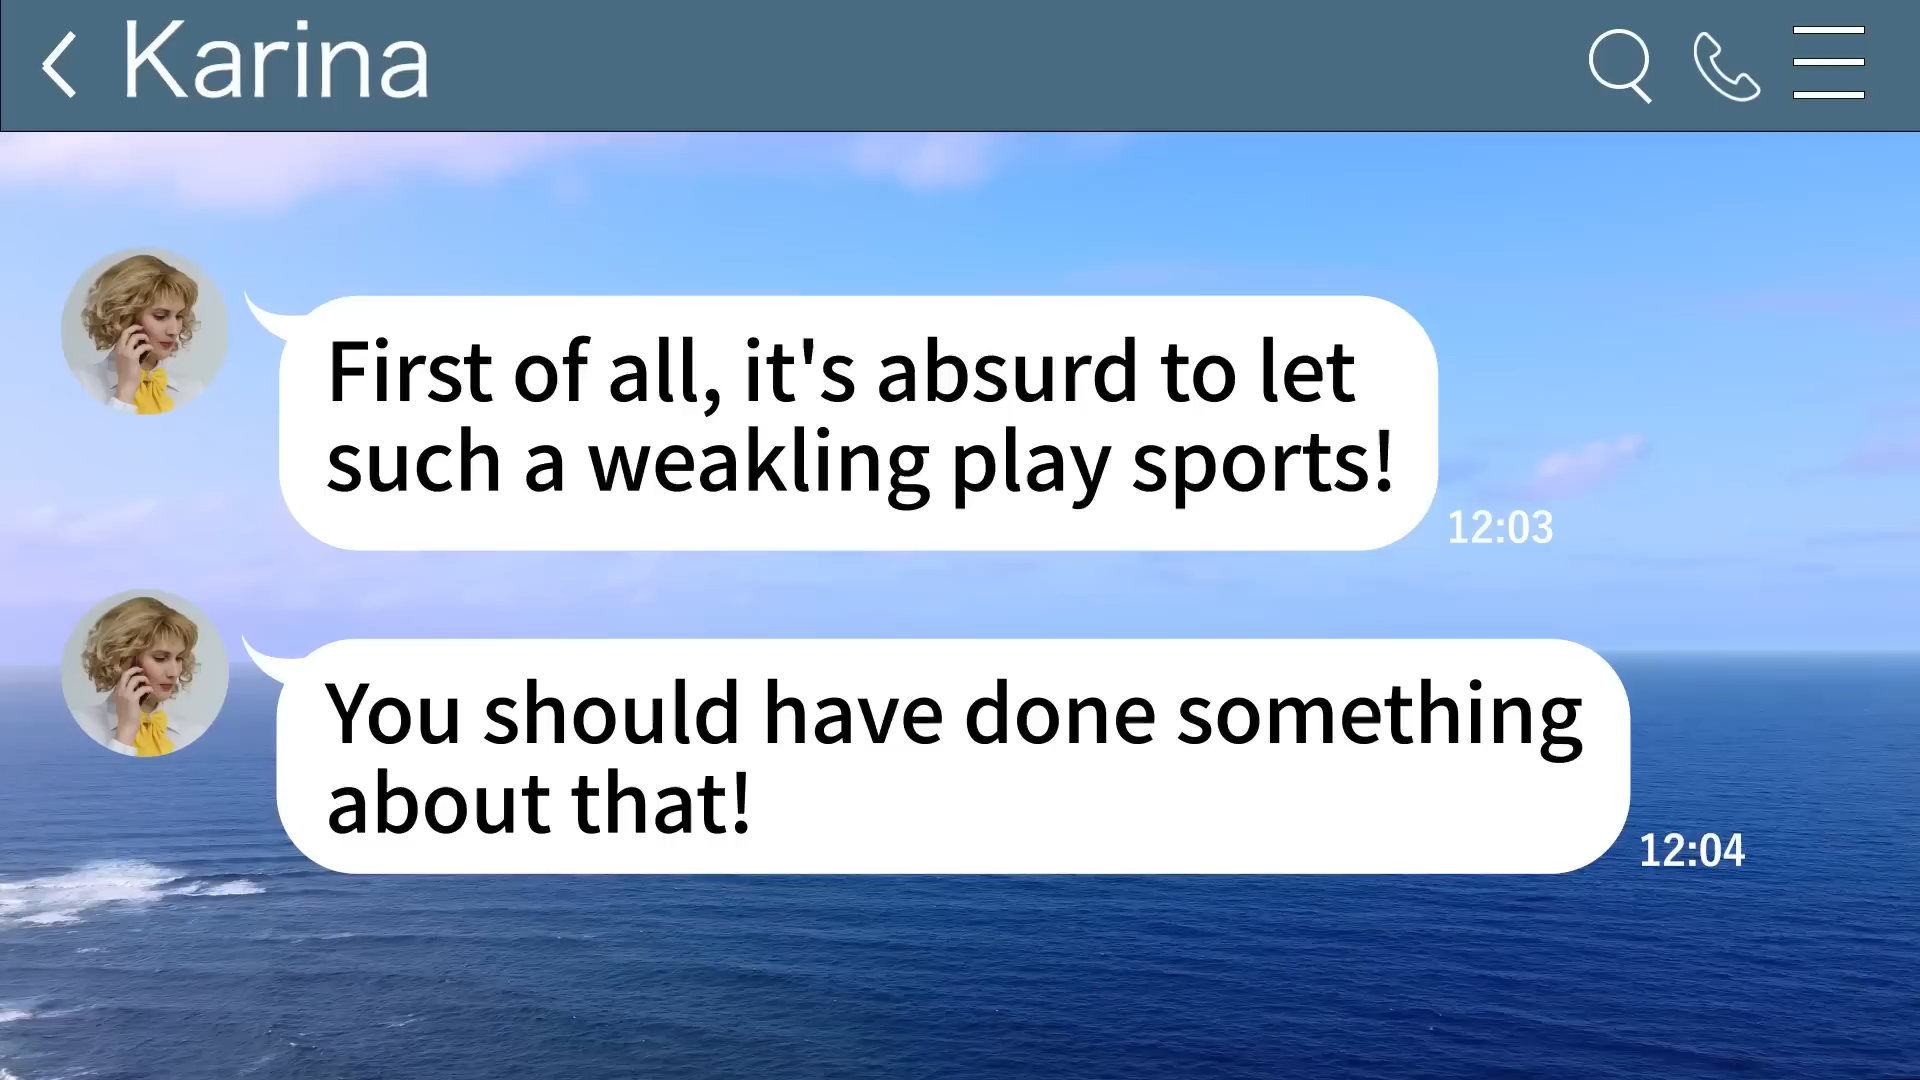 Karina
First of all, it's absurd to let
such a weakling play sports!
12:03
You should have done something
about that!
12:04